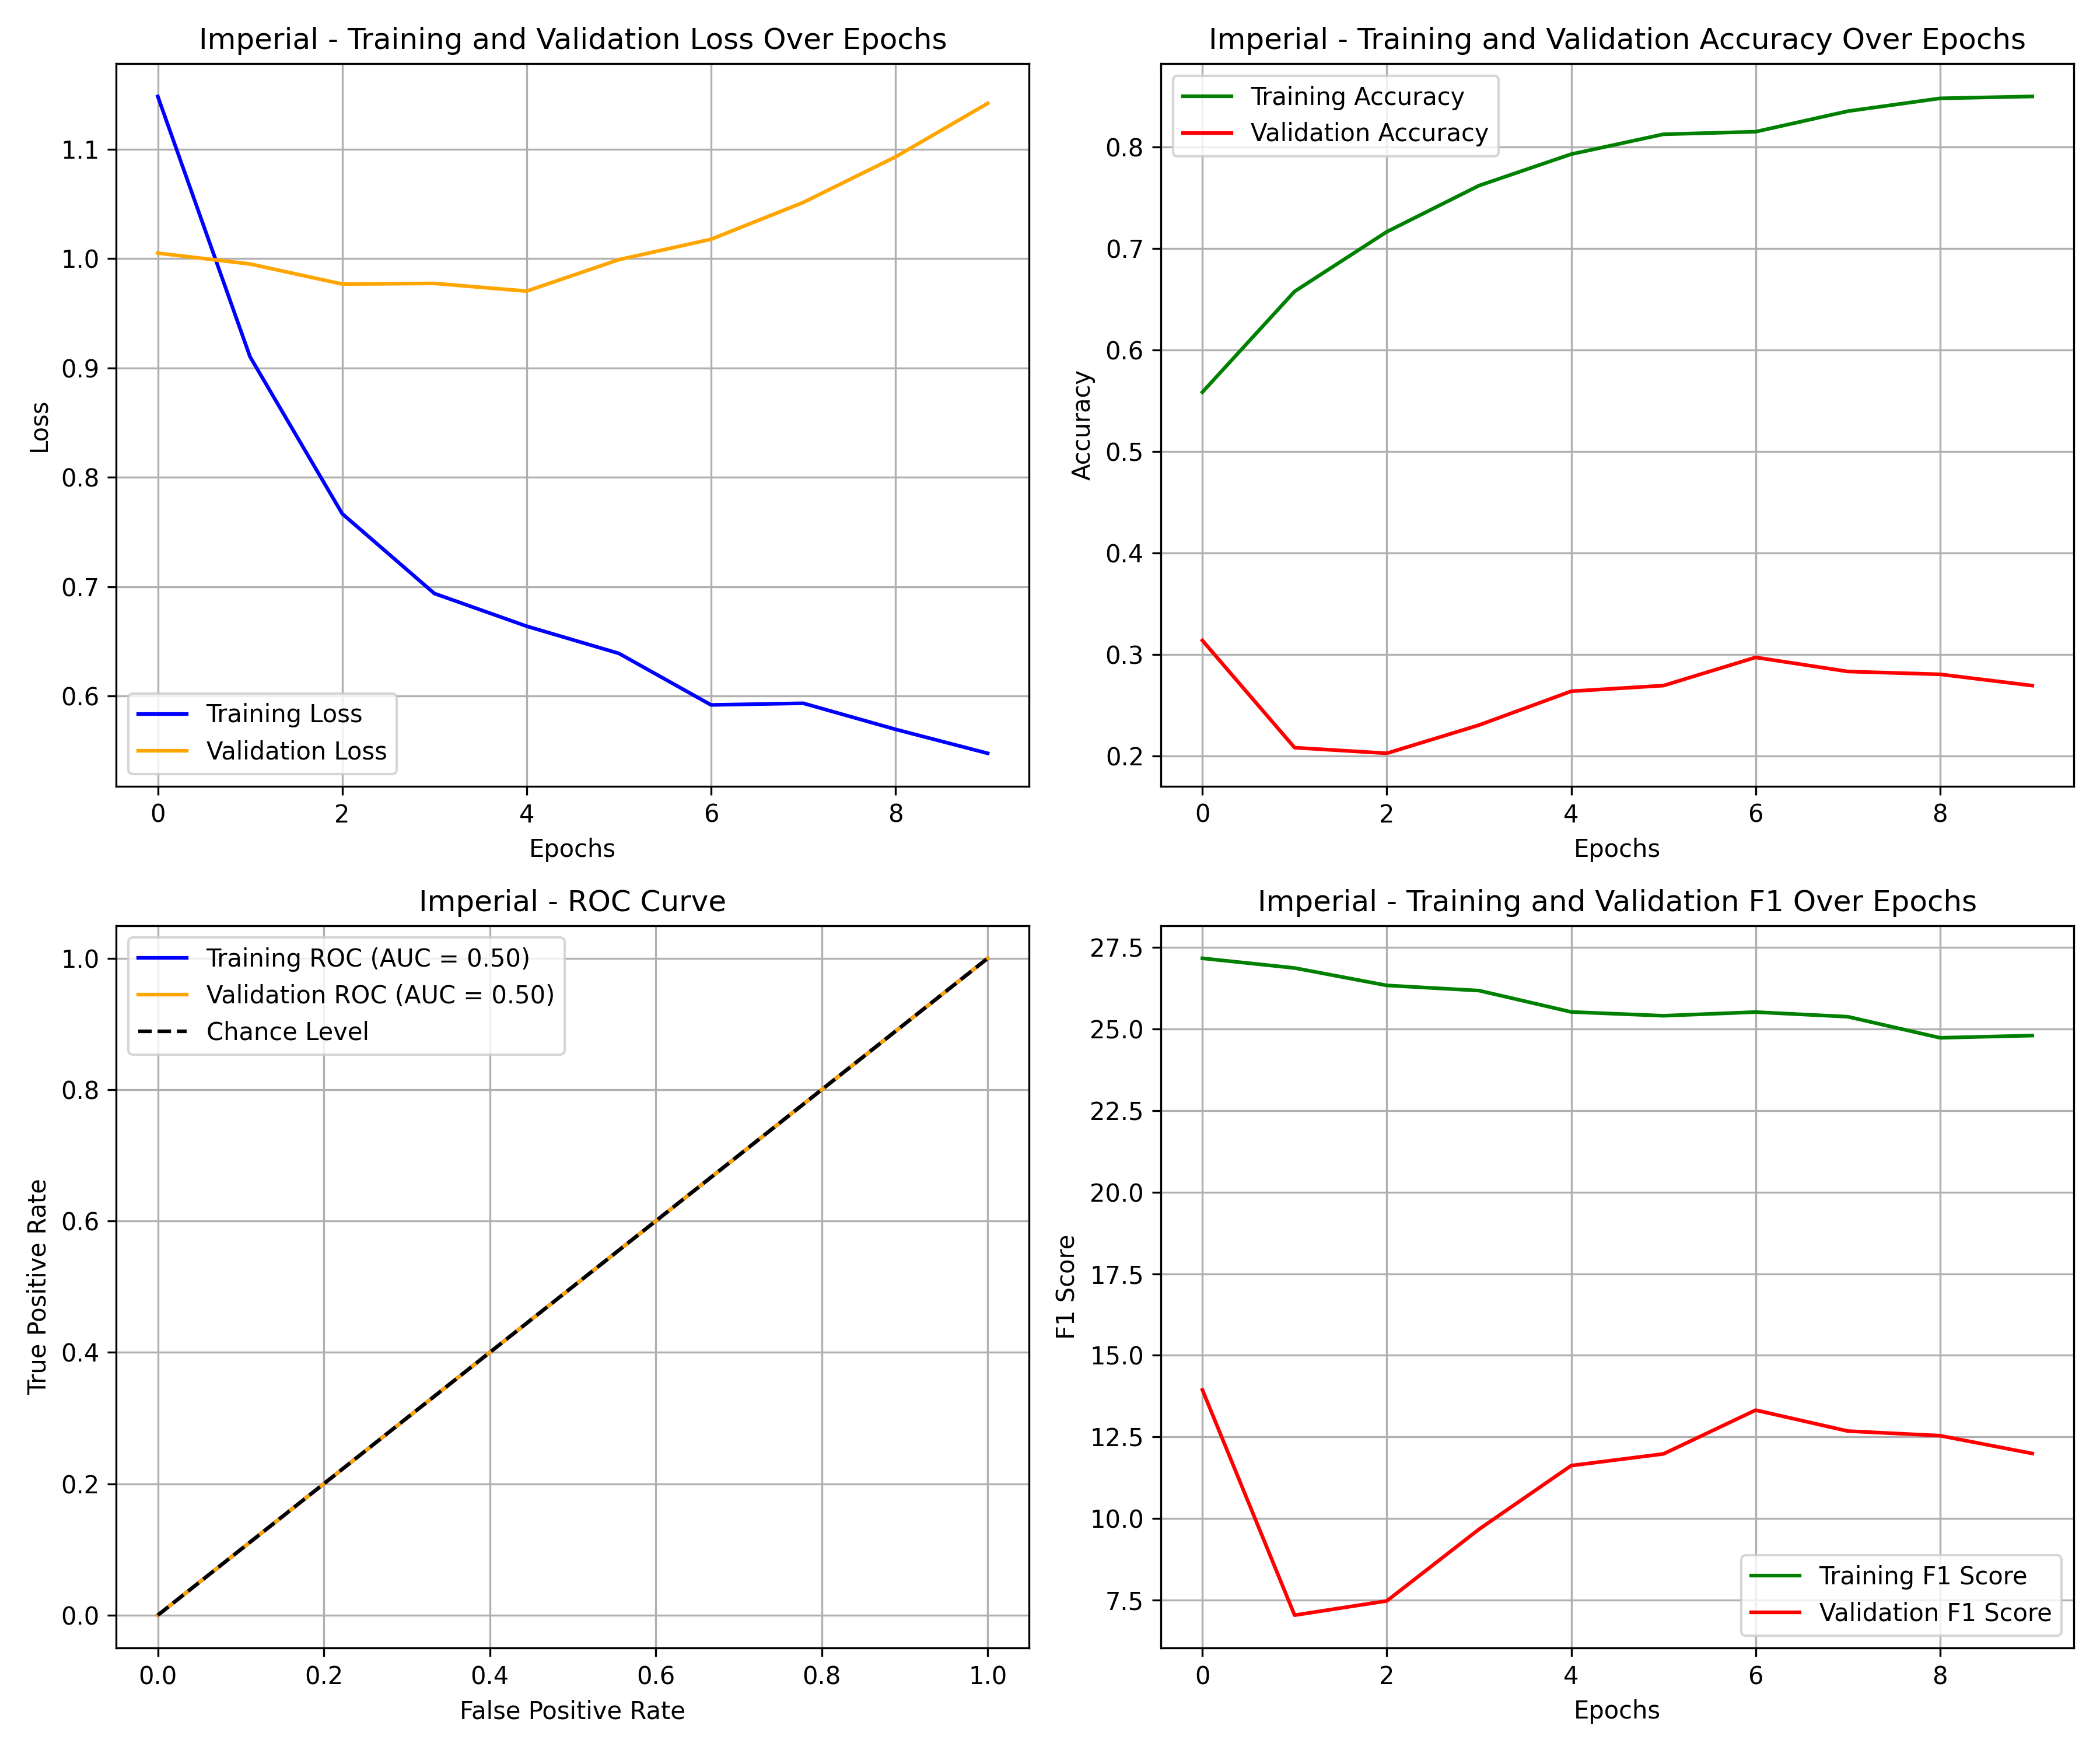 Imperial - Training and Validation Loss Over Epochs
1.1
1.0
0.9
0.8
0.7
0.6
Loss
Training Loss
Validation Loss
0 2 4 6 8
Epochs
Imperial - Training and Validation Accuracy Over Epochs
Training Accuracy
Validation Accuracy
0.8
0.7
0.6
0.5
0.4
0.3
0.2
Accuracy
0 2 4 6 8
Epochs
Imperial - ROC Curve
Training ROC (AUC = 0.50)
Validation ROC (AUC = 0.50)
Chance Level
1.0
0.8
0.6
0.4
0.2
0.0
True Positive Rate
0.0 0.2 0.4 0.6 0.8 1.0
False Positive Rate
Imperial - Training and Validation F1 Over Epochs
27.5
25.0
22.5
20.0
17.5
15.0
12.5
10.0
7.5
F1 Score
Training F1 Score
Validation F1 Score
0 2 4 6 8
Epochs